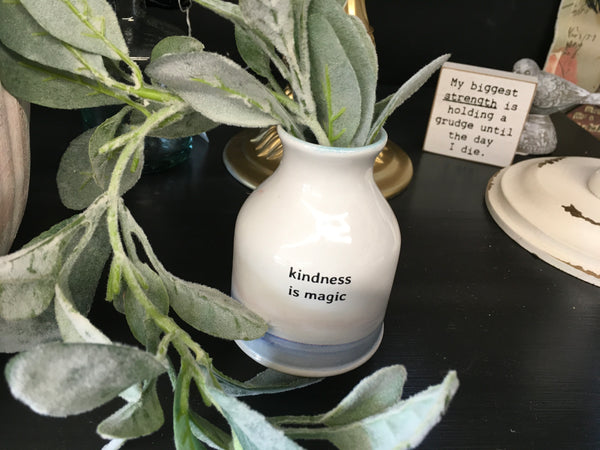 kindness
is magic
My biggest
strength is
holding a
grudge until
the day
I die.